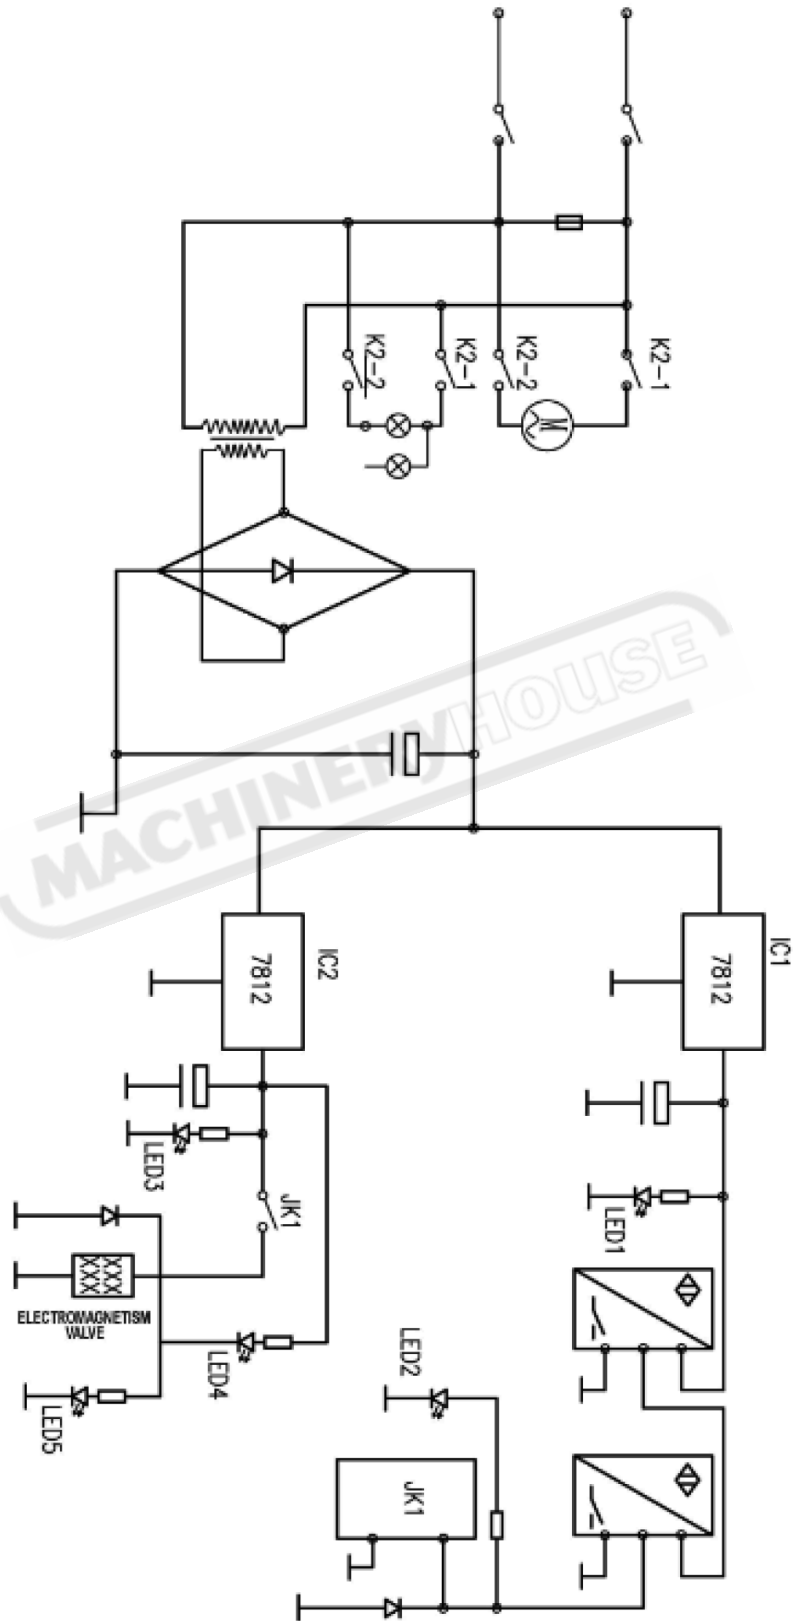 K2-2
K2-1
K2-2
K2-1
M
MACHINERYHOUSE
IC2
7812
IC1
7812
LED3
JK1
LED1
ELECTROMAGNETISM
VALVE
LED4
LED2
LED5
JK1